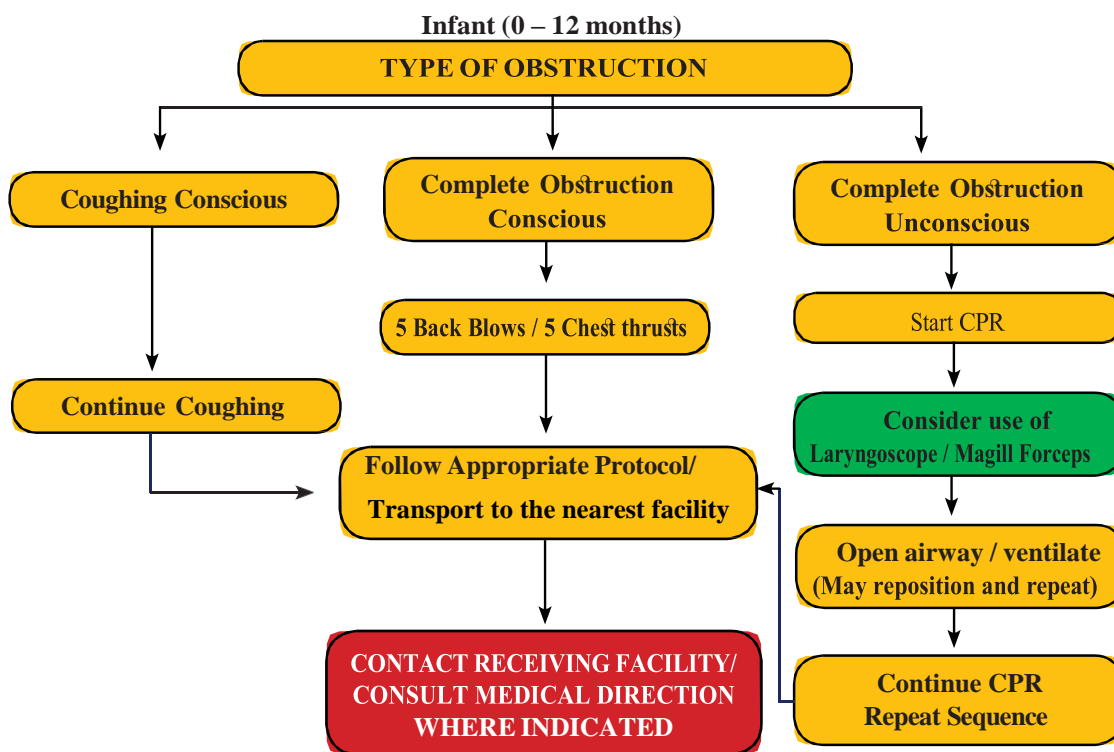 Infant (0 – 12 months)
TYPE OF OBSTRUCTION
Coughing Conscious
Complete Obstruction
Conscious
Complete Obstruction
Unconscious
5 Back Blows / 5 Chest thrusts
Start CPR
Continue Coughing
Consider use of
Laryngoscope / Magill Forceps
Follow Appropriate Protocol/
Transport to the nearest facility
Open airway / ventilate
(May reposition and repeat)
CONTACT RECEIVING FACILITY/
CONSULT MEDICAL DIRECTION
WHERE INDICATED
Continue CPR
Repeat Sequence